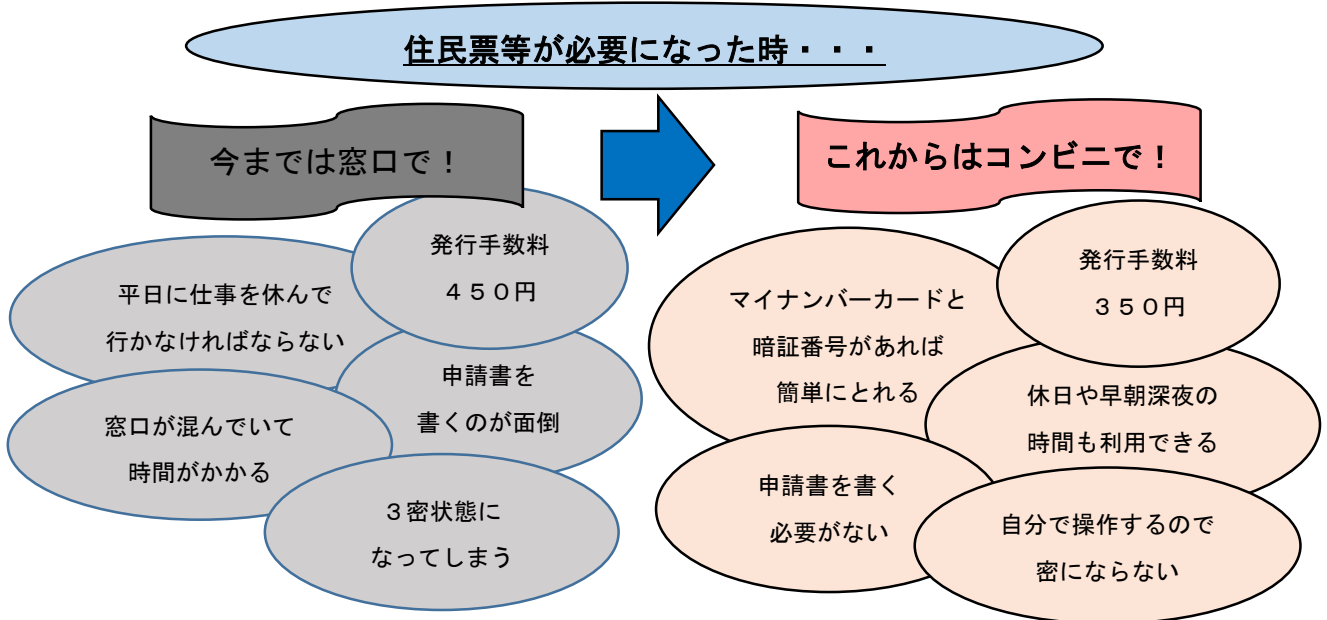 住民票等が必要になった時・・・
今までは窓口で！
発行手数料
４５０円
平日に仕事を休んで
行かなければならない
申請書を
書くのが面倒
窓口が混んでいて
時間がかかる
３密状態に
なってしまう
これからはコンビニで！
発行手数料
３５０円
マイナンバーカードと
暗証番号があれば
簡単にとれる
休日や早朝深夜の
時間も利用できる
申請書を書く
必要がない
自分で操作するので
密にならない